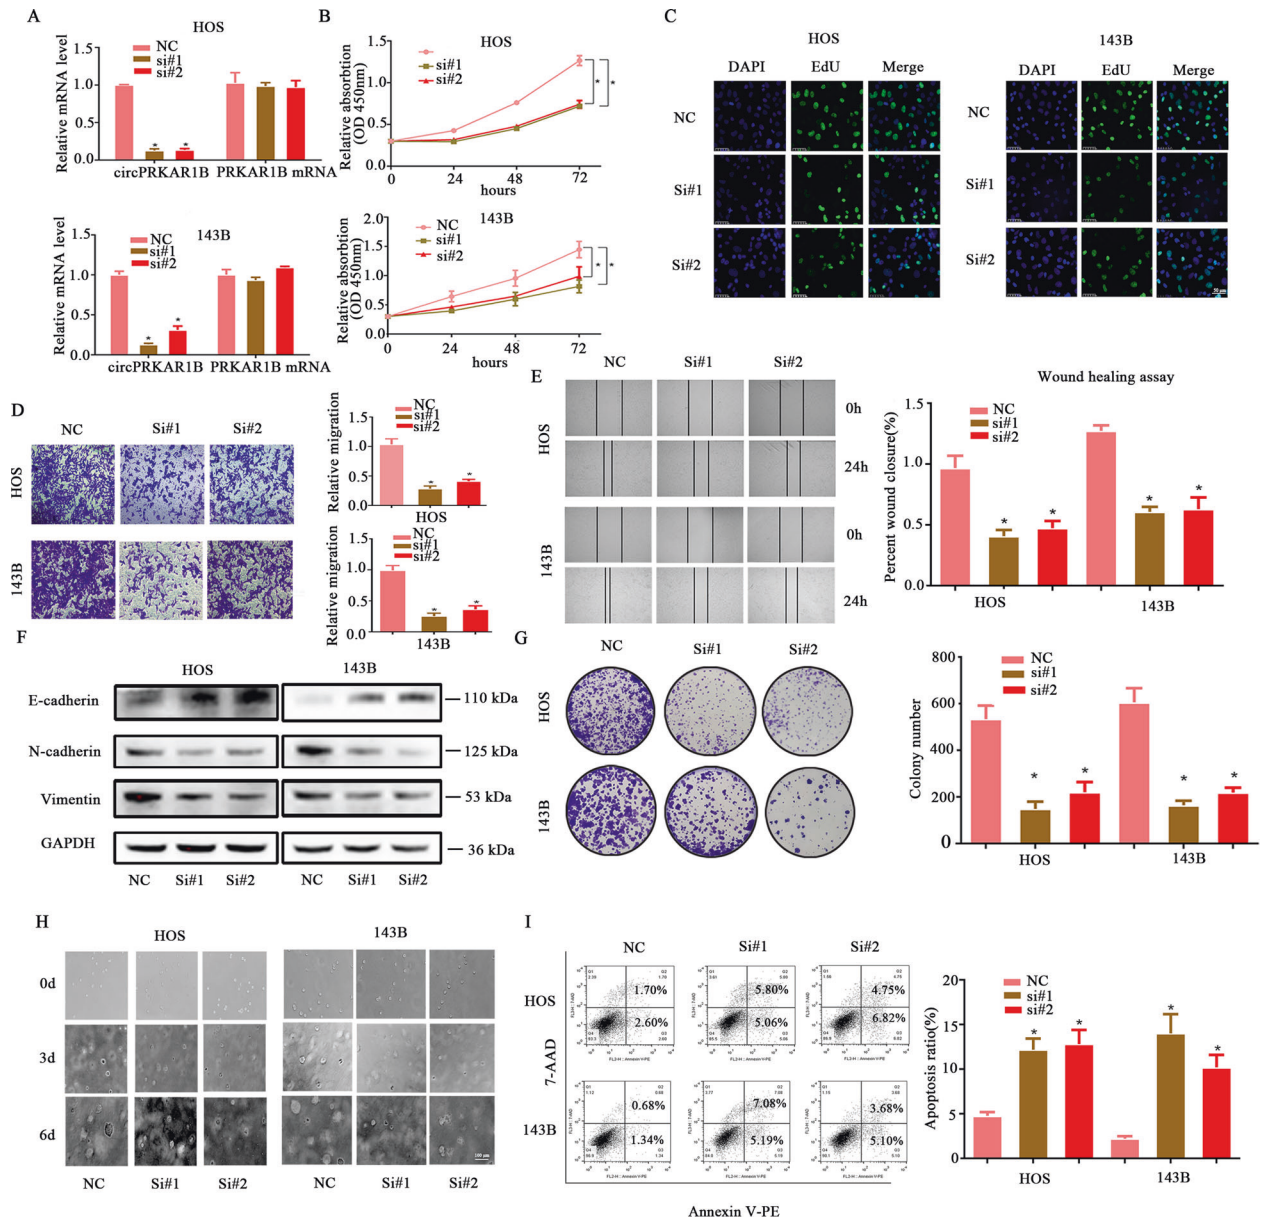 A
HOS
Relative mRNA level
1.5
1.0
0.5
0.0
NC
si#1
si#2
* *
circPRKAR1B PRKAR1B mRNA
143B
Relative mRNA level
1.5
1.0
0.5
0.0
NC
si#1
si#2
* *
circPRKAR1B PRKAR1B mRNA
B
HOS
Relative absorbtion
(OD 450nm)
1.5
1.0
0.5
0.0
si#1
si#2
* *
0 24 48 72
hours
143B
Relative absorbtion
(OD 450nm)
2.0
1.5
1.0
0.5
0.0
NC
si#1
si#2
* *
0 24 48 72
hours
C
HOS 143B
DAPI EdU Merge DAPI EdU Merge
NC NC
Si#1 Si#1
Si#2 Si#2
D
NC Si#1 Si#2
HOS
143B
Relative migration
1.5
1.0
0.5
0.0
NC
si#1
si#2
* *
HOS
Relative migration
1.5
1.0
0.5
0.0
NC
si#1
si#2
* *
143B
E
NC Si#1 Si#2
HOS
0h
24h
143B
0h
24h
Wound healing assay
Percent wound closure(%)
1.5
1.0
0.5
0.0
NC
si#1
si#2
* * * *
HOS 143B
F
HOS 143B
E-cadherin 110 kDa
N-cadherin 125 kDa
Vimentin 53 kDa
GAPDH 36 kDa
NC Si#1 Si#2 NC Si#1 Si#2
G
NC Si#1 Si#2
HOS
143B
Colony number
800
600
400
200
0
NC
si#1
si#2
* * * *
HOS 143B
H
HOS 143B
0d
3d
6d
100 μm
NC Si#1 Si#2 NC Si#1 Si#2
I
NC Si#1 Si#2
HOS
1.70% 5.80% 4.75%
2.60% 5.06% 6.82%
7-AAD
143B
0.68% 7.08% 3.68%
1.34% 5.19% 5.10%
Annexin V-PE
Apoptosis ratio(%)
20
15
10
5
0
NC
si#1
si#2
* * * *
HOS 143B